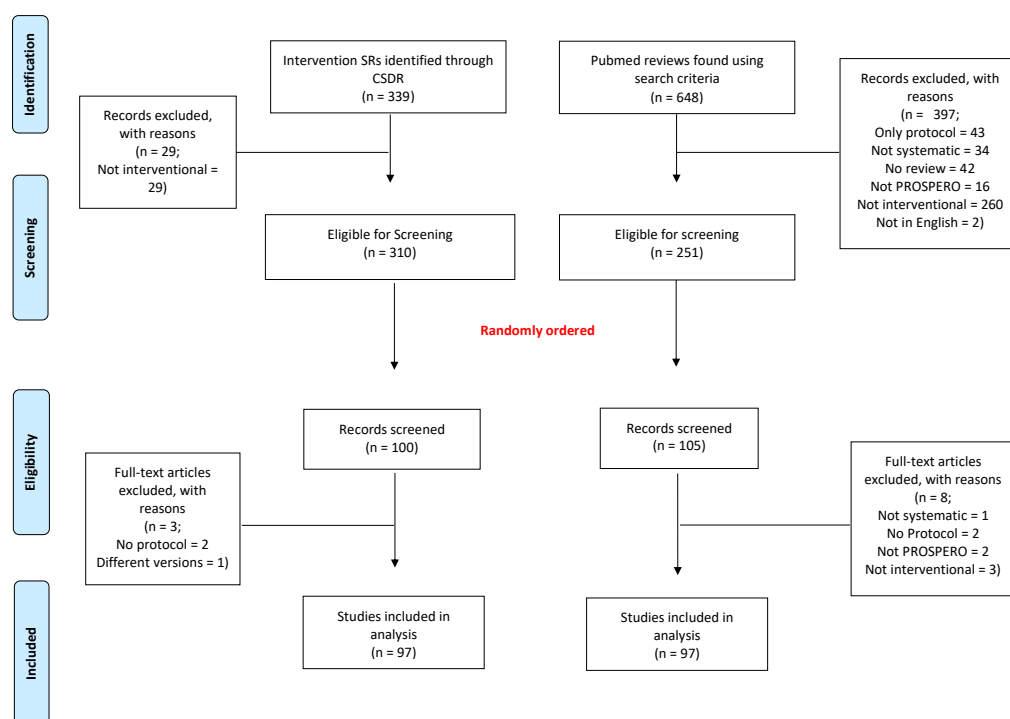 Identification
Intervention SRs identified through
CSDR
(n = 339)
Pubmed reviews found using
search criteria
(n = 648)
Records excluded,
with reasons
(n = 29;
Not interventional =
29)
Records excluded, with
reasons
(n = 397;
Only protocol = 43
Not systematic = 34
No review = 42
Not PROSPERO = 16
Not interventional = 260
Not in English = 2)
Screening
Eligible for Screening
(n = 310)
Eligible for screening
(n = 251)
Randomly ordered
Eligibility
Records screened
(n = 100)
Records screened
(n = 105)
Full-text articles
excluded, with
reasons
(n = 3;
No protocol = 2
Different versions = 1)
Full-text articles
excluded, with reasons
(n = 8;
Not systematic = 1
No Protocol = 2
Not PROSPERO = 2
Not interventional = 3)
Included
Studies included in
analysis
(n = 97)
Studies included in
analysis
(n = 97)